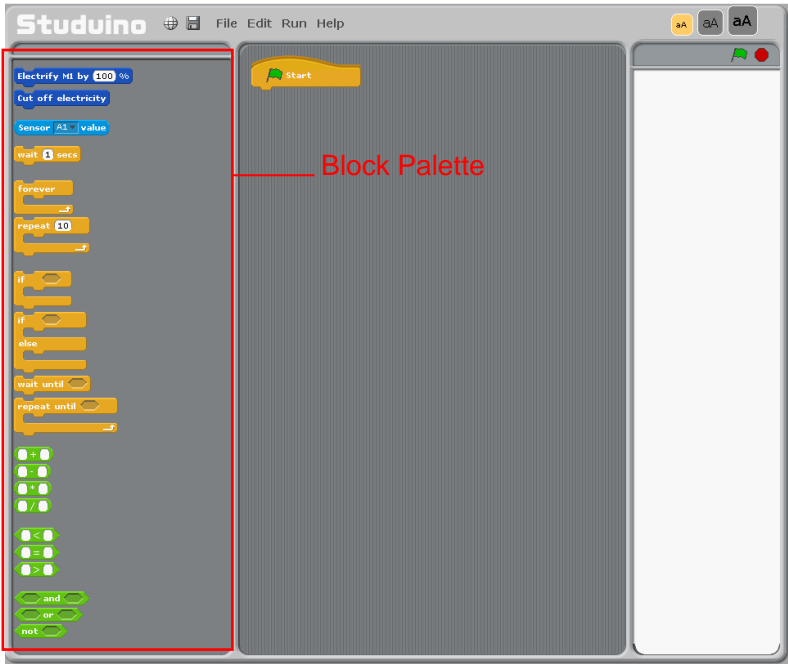 Studuino File Edit Run Help aA aA aA
Electrify M1 by 100 %
Cut off electricity
Sensor A1 value
wait 1 secs
forever
repeat 10
if
if
else
wait until
repeat until
+
-
*
/
<
=
>
and
or
not
Start
Block Palette